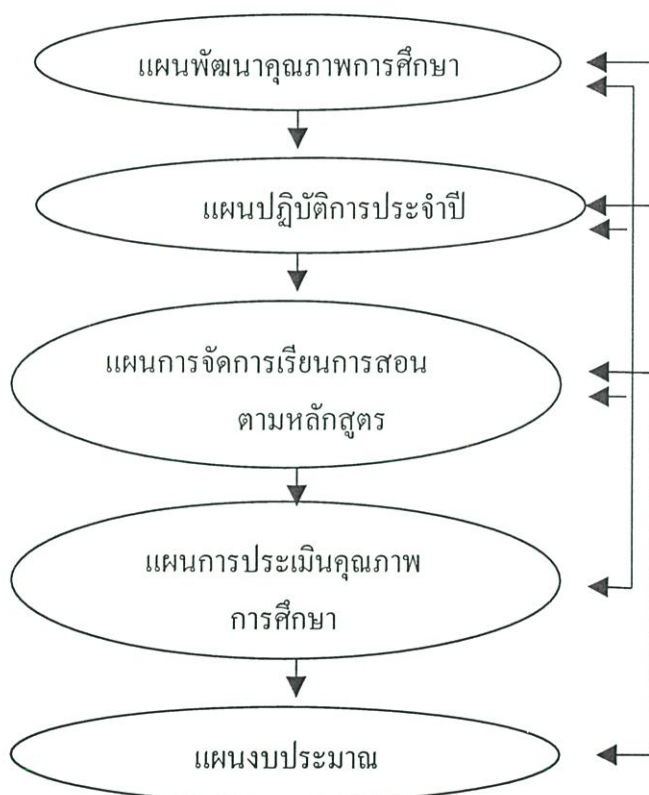 แผนพัฒนาคุณภาพการศึกษา
แผนปฏิบัติการประจำปี
แผนการจัดการเรียนการสอน
ตามหลักสูตร
แผนการประเมินคุณภาพ
การศึกษา
แผนงบประมาณ